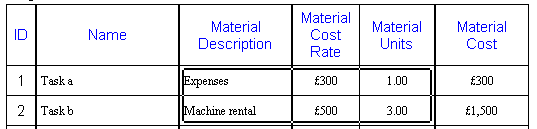 ID Name Material Description Material Cost Rate Material Units Material Cost
1 Task a Expenses £300 1.00 £300
2 Task b Machine rental £500 3.00 £1,500